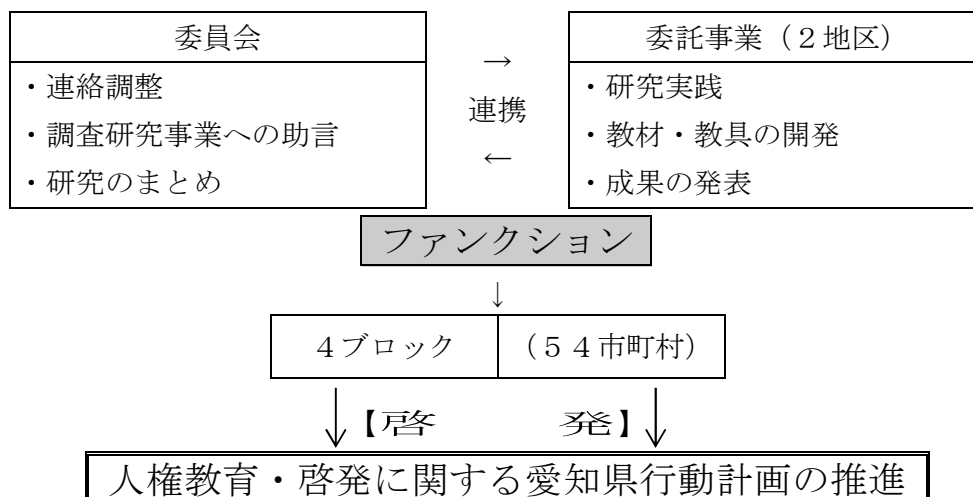 委員会
・連絡調整
・調査研究事業への助言
・研究のまとめ
→
連携
←
委託事業(２地区)
・研究実践
・教材・教具の開発
・成果の発表
ファンクション
↓
４ブロック
(５４市町村)
【啓　　　発】
人権教育・啓発に関する愛知県行動計画の推進